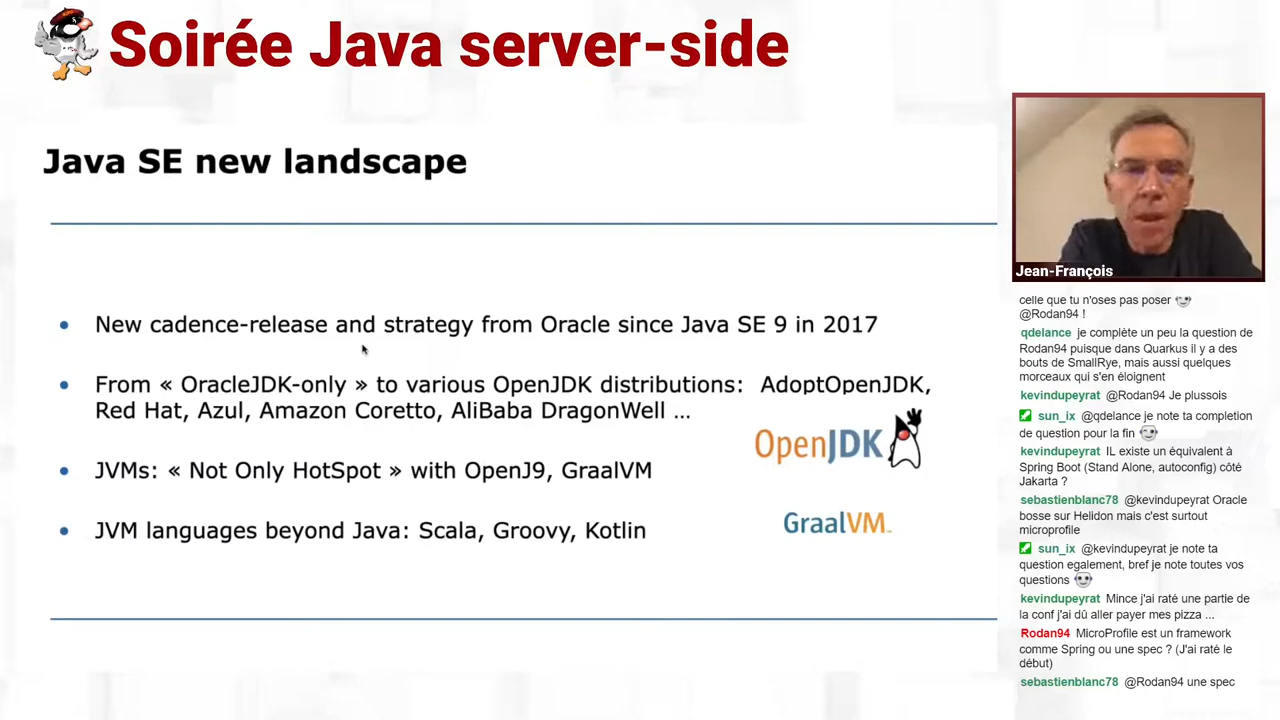 Soirée Java server-side
Java SE new landscape
• New cadence-release and strategy from Oracle since Java SE 9 in 2017
• From « OracleJDK-only » to various OpenJDK distributions: AdoptOpenJDK,
Red Hat, Azul, Amazon Coretto, AliBaba DragonWell ...
OpenJDK
• JVMs: « Not Only HotSpot » with OpenJ9, GraalVM
GraalVM
• JVM languages beyond Java: Scala, Groovy, Kotlin
Jean-François
celle que tu n'oses pas poser
@Rodan94 !
qdelance je complète un peu la question de
Rodan94 puisque dans Quarkus il y a des
bouts de SmallRye, mais aussi quelques
morceaux qui s'en éloignent
kevindupeyrat @Rodan94 Je plussois
sun_ix @qdelance je note ta completion
de question pour la fin
kevindupeyrat IL existe un équivalent à
Spring Boot (Stand Alone, autoconfig) côté
Jakarta ?
sebastienblanc78 @kevindupeyrat Oracle
bosse sur Helidon mais c'est surtout
microprofile
sun_ix @kevindupeyrat je note ta
question egalement, bref je note toutes vos
questions
kevindupeyrat Mince j'ai raté une partie de
la conf j'ai dû aller payer mes pizza ...
Rodan94 MicroProfile est un framework
comme Spring ou une spec ? (J'ai raté le
début)
sebastienblanc78 @Rodan94 une spec